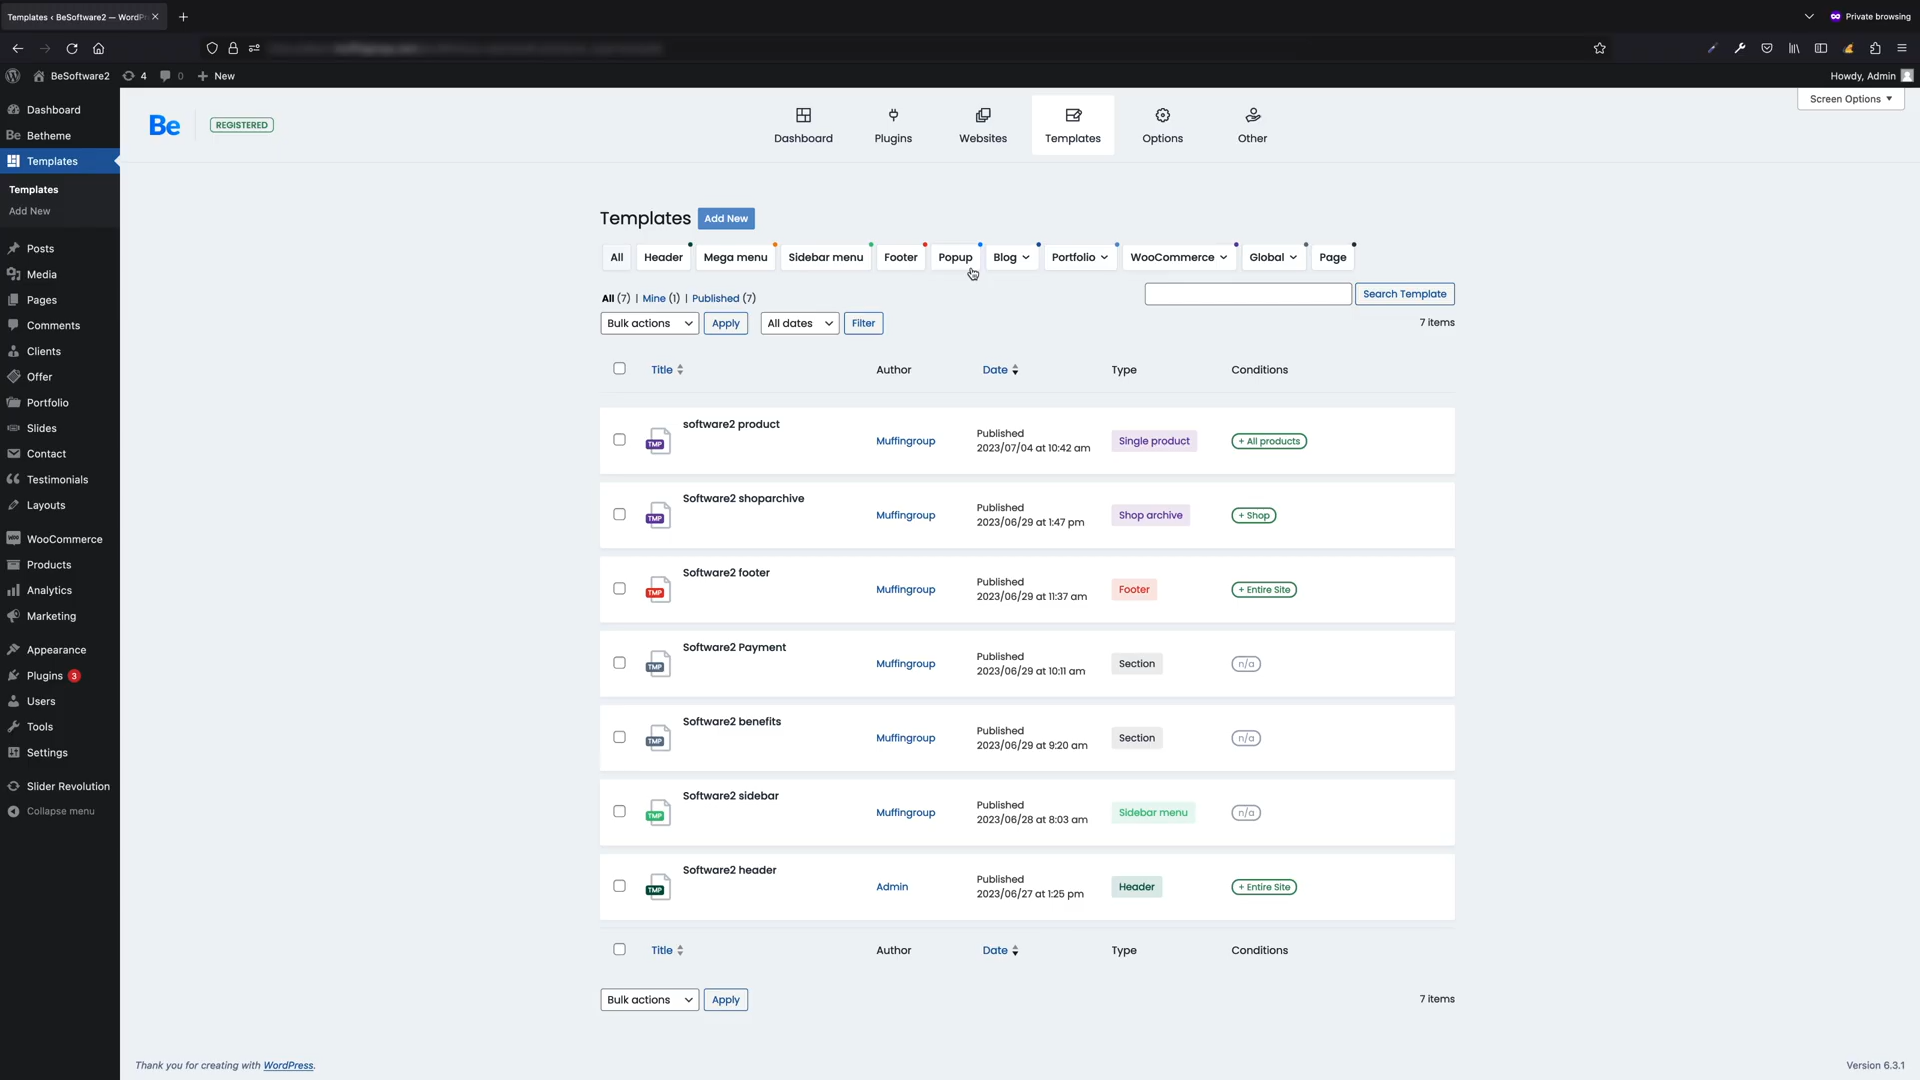 Templates ‹ BeSoftware2 — WordPr
Private browsing
BeSoftware2 4 0 New
Howdy, Admin
Screen Options
Dashboard
Betheme
Templates
Templates
Add New
Posts
Media
Pages
Comments
Clients
Offer
Portfolio
Slides
Contact
Testimonials
Layouts
WooCommerce
Products
Analytics
Marketing
Appearance
Plugins 3
Users
Tools
Settings
Slider Revolution
Collapse menu
Be REGISTERED
Dashboard Plugins Websites Templates Options Other
Templates Add New
All Header Mega menu Sidebar menu Footer Popup Blog Portfolio WooCommerce Global Page
All (7) | Mine (1) | Published (7)
Search Template
Bulk actions Apply All dates Filter
7 items
Title Author Date Type Conditions
software2 product
TMP Muffingroup Published Single product + All products
2023/07/04 at 10:42 am
Software2 shoparchive
TMP Muffingroup Published Shop archive + Shop
2023/06/29 at 1:47 pm
Software2 footer
TMP Muffingroup Published Footer + Entire Site
2023/06/29 at 11:37 am
Software2 Payment
TMP Muffingroup Published Section n/a
2023/06/29 at 10:11 am
Software2 benefits
TMP Muffingroup Published Section n/a
2023/06/29 at 9:20 am
Software2 sidebar
TMP Muffingroup Published Sidebar menu n/a
2023/06/28 at 8:03 am
Software2 header
TMP Admin Published Header + Entire Site
2023/06/27 at 1:25 pm
Title Author Date Type Conditions
Bulk actions Apply
7 items
Thank you for creating with WordPress.
Version 6.3.1